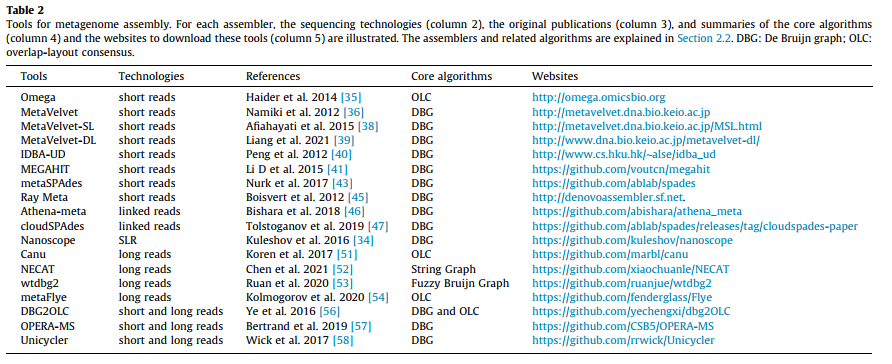 Table 2
Tools for metagenome assembly. For each assembler, the sequencing technologies (column 2), the original publications (column 3), and summaries of the core algorithms
(column 4) and the websites to download these tools (column 5) are illustrated. The assemblers and related algorithms are explained in Section 2.2. DBG: De Bruijn graph; OLC:
overlap-layout consensus.
Tools Technologies References Core algorithms Websites
Omega short reads Haider et al. 2014 [35] OLC http://omega.omicsbio.org
MetaVelvet short reads Namiki et al. 2012 [36] DBG http://metavelvet.dna.bio.keio.ac.jp
MetaVelvet-SL short reads Afiahayati et al. 2015 [38] DBG http://metavelvet.dna.bio.keio.ac.jp/MSL.html
MetaVelvet-DL short reads Liang et al. 2021 [39] DBG http://www.dna.bio.keio.ac.jp/metavelvet-dl/
IDBA-UD short reads Peng et al. 2012 [40] DBG http://www.cs.hku.hk/~alse/idba_ud
MEGAHIT short reads Li D et al. 2015 [41] DBG https://github.com/voutcn/megahit
metaSPAdes short reads Nurk et al. 2017 [43] DBG https://github.com/ablab/spades
Ray Meta short reads Boisvert et al. 2012 [45] DBG http://denovoassembler.sf.net.
Athena-meta linked reads Bishara et al. 2018 [46] DBG https://github.com/abishara/athena_meta
cloudSPAdes linked reads Tolstoganov et al. 2019 [47] DBG https://github.com/ablab/spades/releases/tag/cloudspades-paper
Nanoscope SLR Kuleshov et al. 2016 [34] DBG https://github.com/kuleshov/nanoscope
Canu long reads Koren et al. 2017 [51] OLC https://github.com/marbl/canu
NECAT long reads Chen et al. 2021 [52] String Graph https://github.com/xiaochuanle/NECAT
wtdbg2 long reads Ruan et al. 2020 [53] Fuzzy Bruijn Graph https://github.com/ruanjue/wtdbg2
metaFlye long reads Kolmogorov et al. 2020 [54] OLC https://github.com/fenderglass/Flye
DBG2OLC short and long reads Ye et al. 2016 [56] DBG and OLC https://github.com/yechengxi/dbg2OLC
OPERA-MS short and long reads Bertrand et al. 2019 [57] DBG https://github.com/CSB5/OPERA-MS
Unicycler short and long reads Wick et al. 2017 [58] DBG https://github.com/rrwick/Unicycler